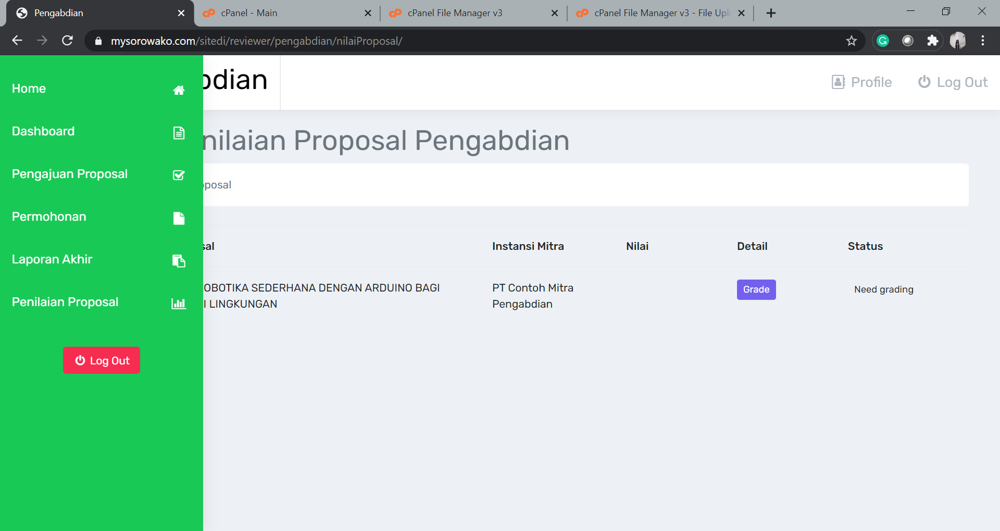 Pengabdian
cPanel - Main
cPanel File Manager v3
cPanel File Manager v3 - File Upl
mysorowako.com/sitedi/reviewer/pengabdian/nilaiProposal/
Home
Dashboard
Pengajuan Proposal
Permohonan
Laporan Akhir
Penilaian Proposal
Log Out
bdian
Profile
Log Out
nilaian Proposal Pengabdian
posal
sal
Instansi Mitra
Nilai
Detail
Status
OBOTIKA SEDERHANA DENGAN ARDUINO BAGI
I LINGKUNGAN
PT Contoh Mitra
Pengabdian
Grade
Need grading